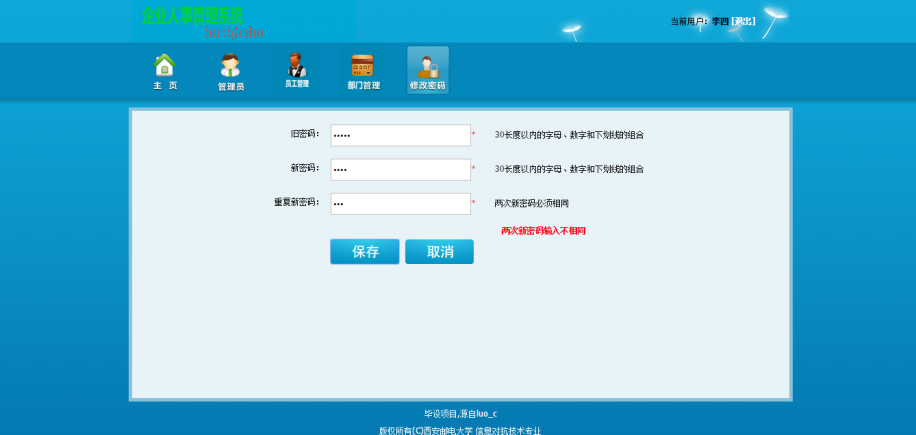 企业人事管理系统
当前用户：李四 [退出]
主 页 管理员 员工管理 部门管理 修改密码
旧密码： ••••• * 30长度以内的字母、数字和下划线的组合
新密码： •••• * 30长度以内的字母、数字和下划线的组合
重复新密码： ••• * 两次新密码必须相同
两次新密码输入不相同
保存 取消
毕设项目,源自luo_c
版权所有(C)西安邮电大学 信息对抗技术专业